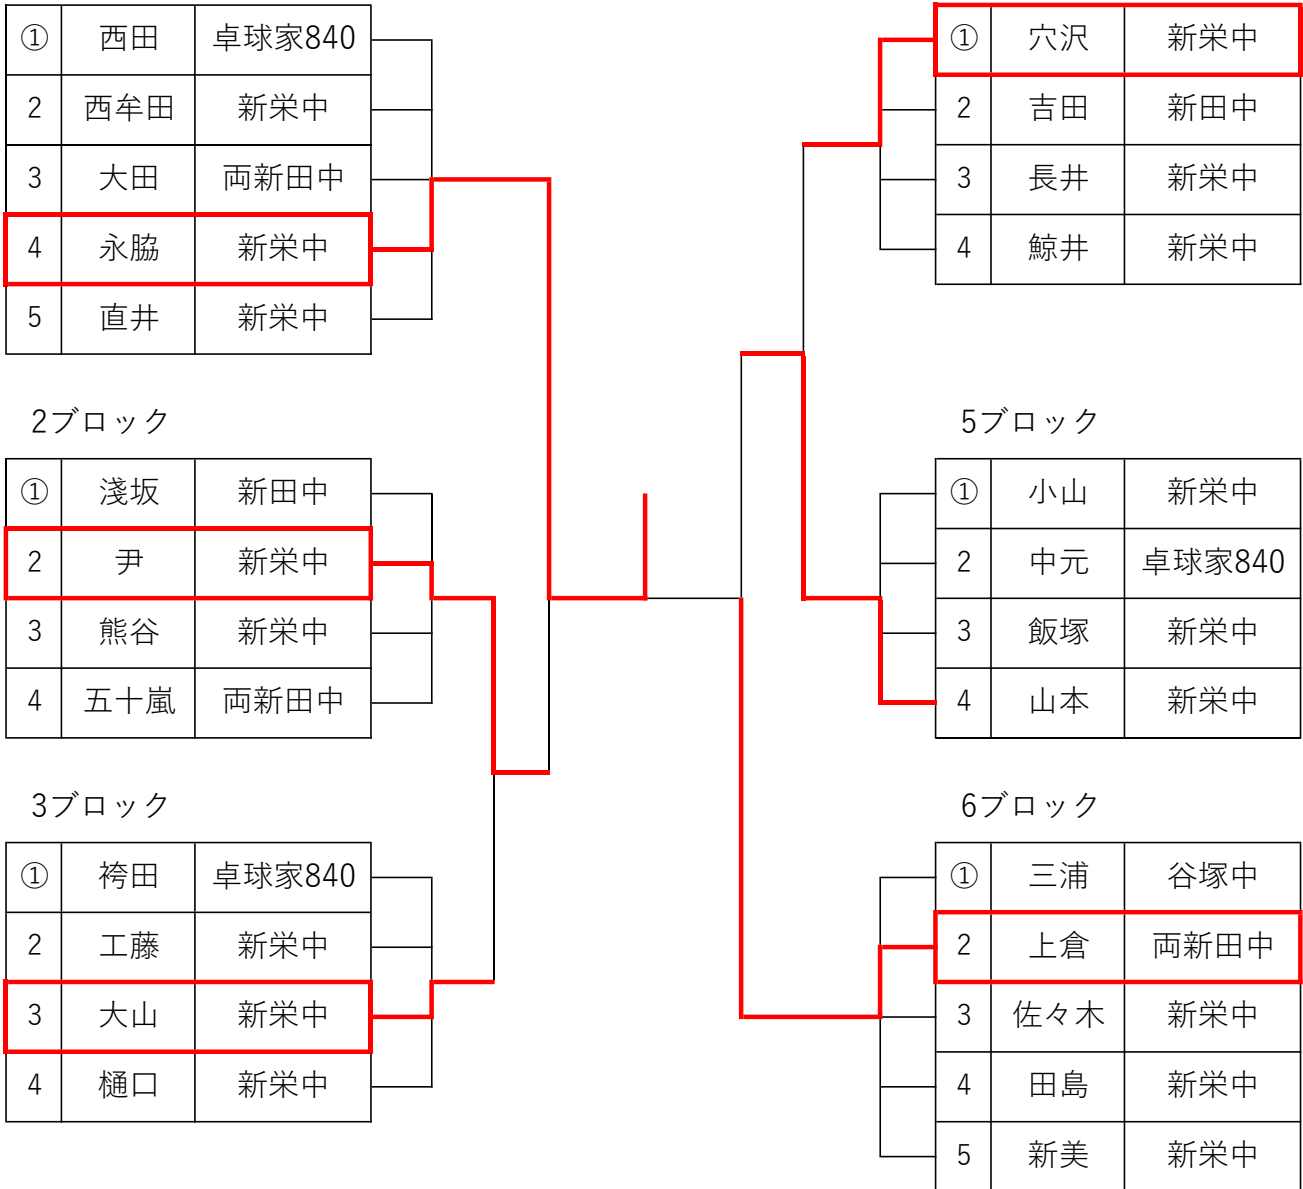 ① 西田 卓球家840
2 西牟田 新栄中
3 大田 両新田中
4 永脇 新栄中
5 直井 新栄中
2ブロック
① 淺坂 新田中
2 尹 新栄中
3 熊谷 新栄中
4 五十嵐 両新田中
3ブロック
① 袴田 卓球家840
2 工藤 新栄中
3 大山 新栄中
4 樋口 新栄中
① 穴沢 新栄中
2 吉田 新田中
3 長井 新栄中
4 鯨井 新栄中
5ブロック
① 小山 新栄中
2 中元 卓球家840
3 飯塚 新栄中
4 山本 新栄中
6ブロック
① 三浦 谷塚中
2 上倉 両新田中
3 佐々木 新栄中
4 田島 新栄中
5 新美 新栄中